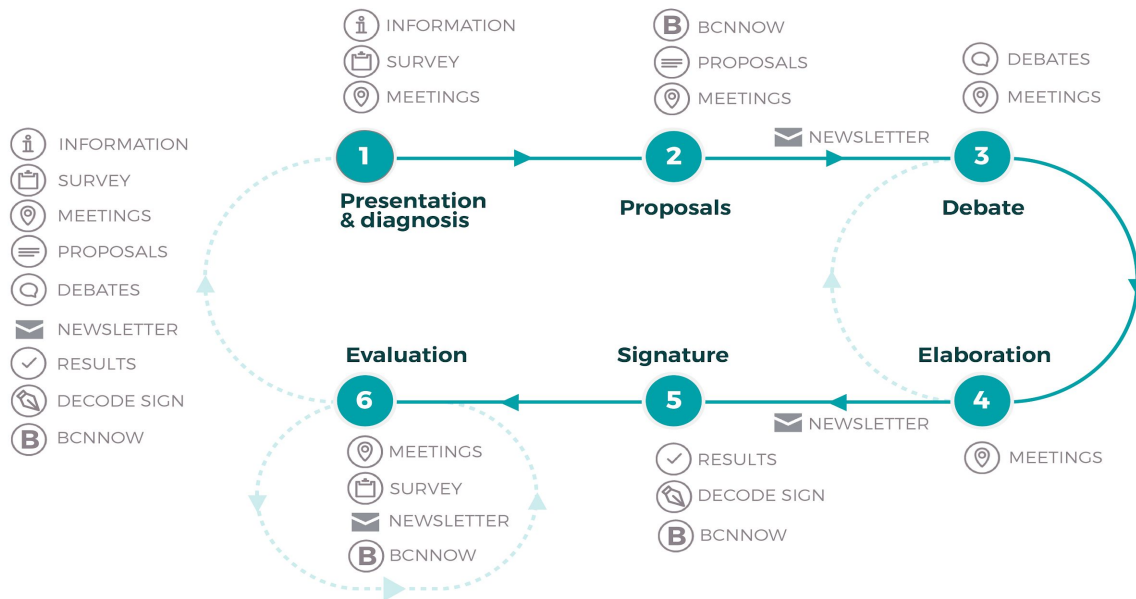 INFORMATION
SURVEY
MEETINGS
BCNNOW
PROPOSALS
MEETINGS
DEBATES
MEETINGS
INFORMATION
SURVEY
MEETINGS
PROPOSALS
DEBATES
NEWSLETTER
RESULTS
DECODE SIGN
B BCNNOW
1
Presentation
& diagnosis
2
Proposals
NEWSLETTER
3
Debate
Evaluation
6
Signature
5
Elaboration
4
NEWSLETTER
MEETINGS
SURVEY
NEWSLETTER
B BCNNOW
RESULTS
DECODE SIGN
B BCNNOW
MEETINGS